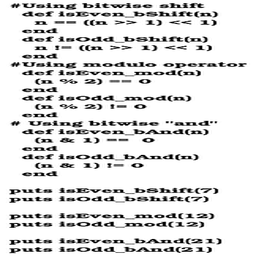 #Using bitwise shift
def isEven_bShift(n)
n == ((n >> 1) << 1)
end
def isOdd_bShift(n)
n != ((n >> 1) << 1)
end
#Using modulo operator
def isEven_mod(n)
(n % 2) == 0
end
def isOdd_mod(n)
(n % 2) != 0
end
# Using bitwise "and"
def isEven_bAnd(n)
(n & 1) == 0
end
def isOdd_bAnd(n)
(n & 1) != 0
end
puts isEven_bShift(7)
puts isOdd_bShift(7)
puts isEven_mod(12)
puts isOdd_mod(12)
puts isEven_bAnd(21)
puts isOdd_bAnd(21)